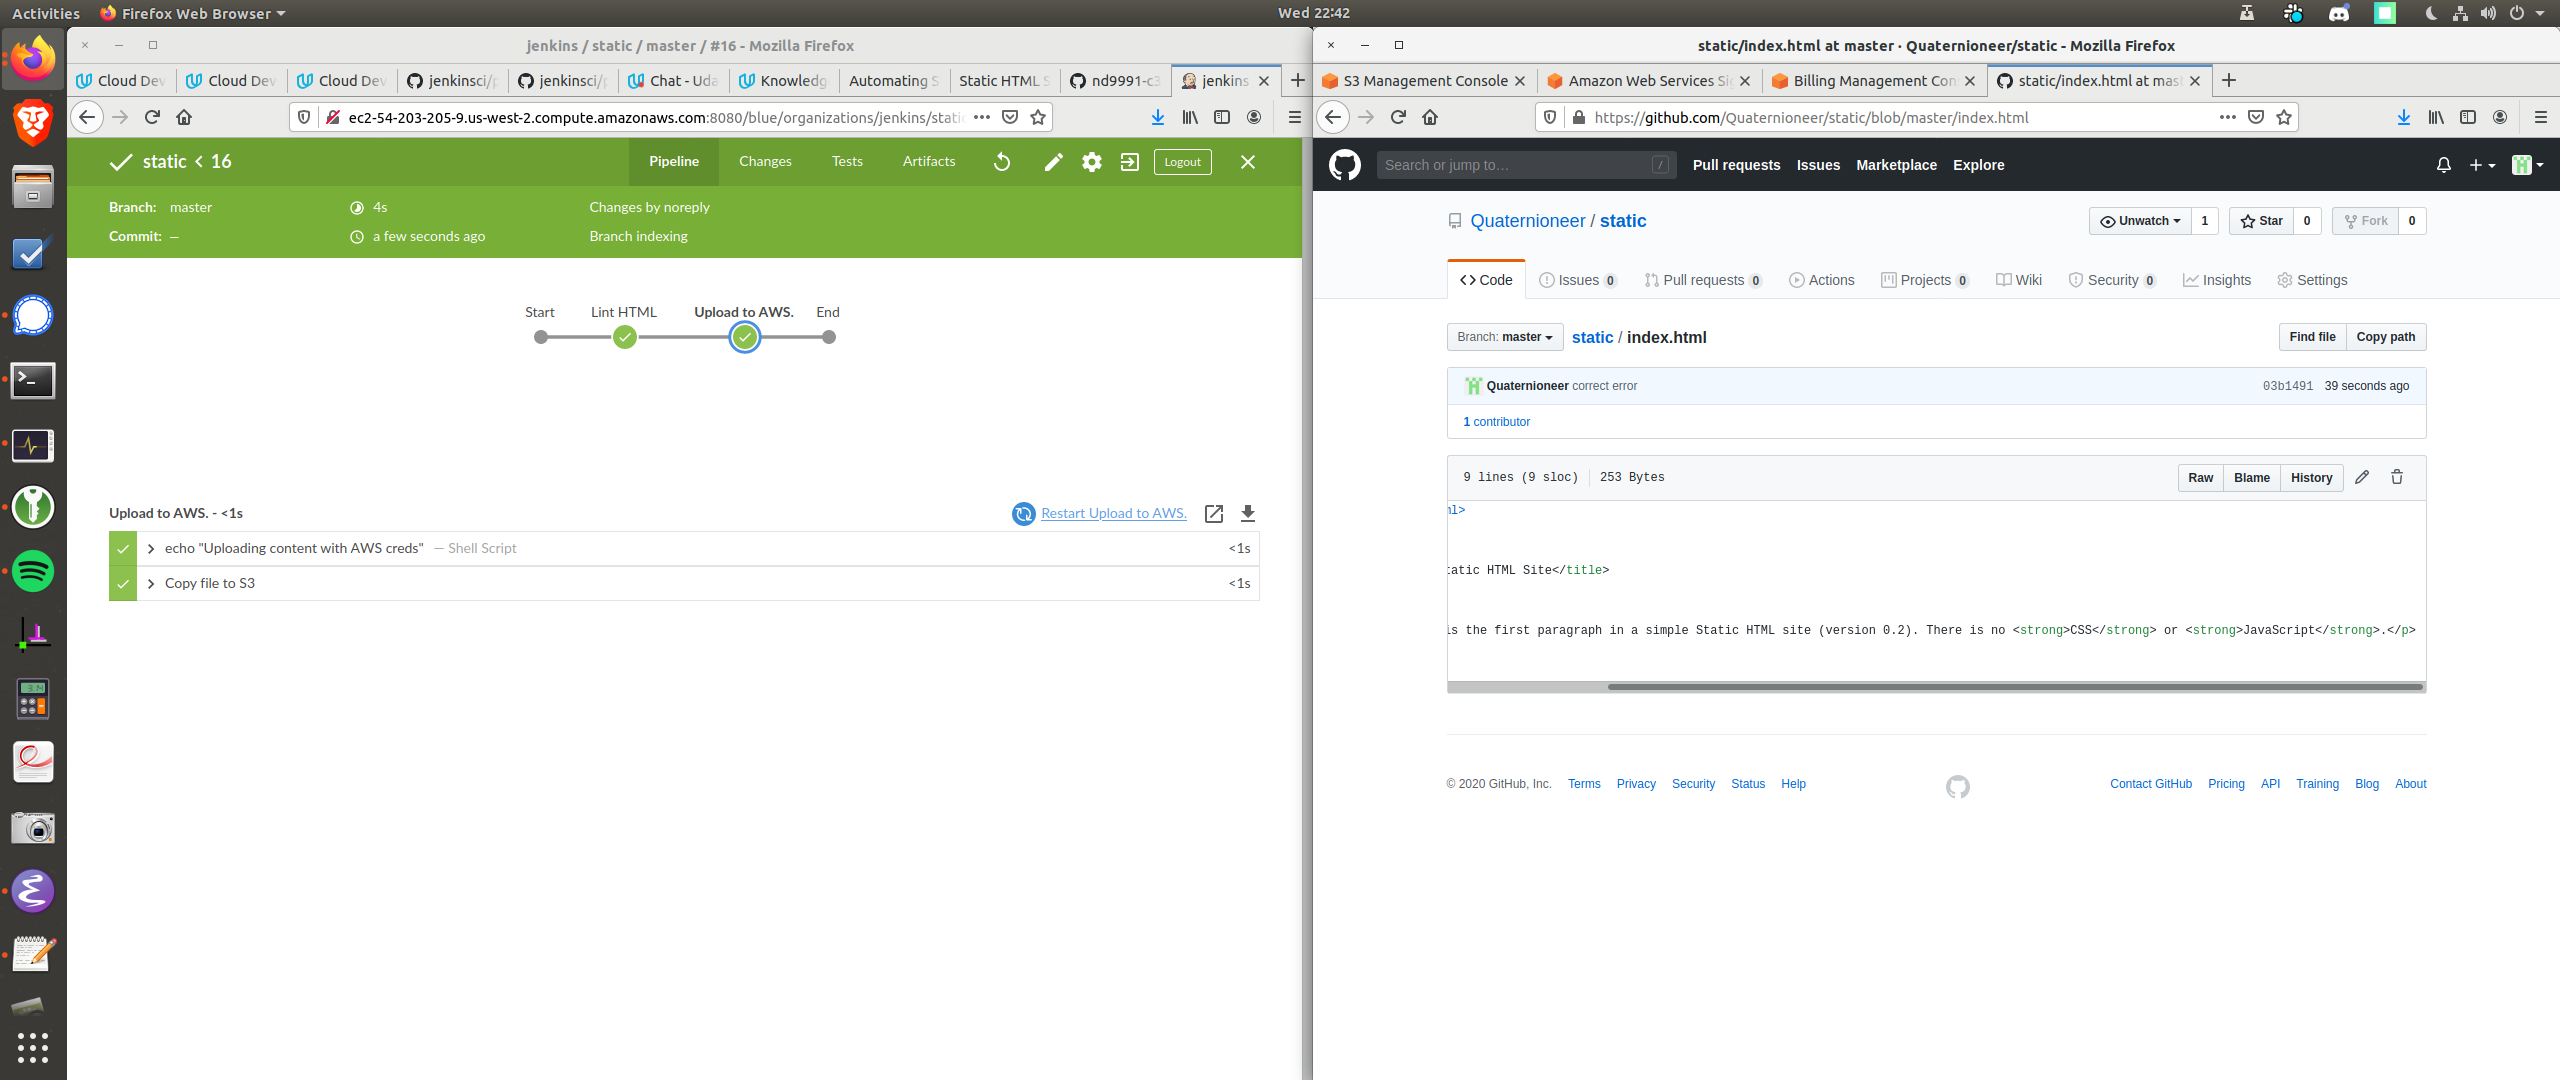 Activities Firefox Web Browser Wed 22:42
jenkins / static / master / #16 - Mozilla Firefox
Cloud Dev Cloud Dev Cloud Dev jenkinsci/p jenkinsci/p Chat - Uda Knowledg Automating S Static HTML S nd9991-c3 jenkins
ec2-54-203-205-9.us-west-2.compute.amazonaws.com:8080/blue/organizations/jenkins/static
static < 16 Pipeline Changes Tests Artifacts Logout
Branch: master 4s Changes by noreply
Commit: — a few seconds ago Branch indexing
Start Lint HTML Upload to AWS. End
Upload to AWS. - <1s Restart Upload to AWS.
echo "Uploading content with AWS creds" — Shell Script <1s
Copy file to S3 <1s
static/index.html at master · Quaternioneer/static - Mozilla Firefox
S3 Management Console Amazon Web Services Si Billing Management Con static/index.html at mas
https://github.com/Quaternioneer/static/blob/master/index.html
Search or jump to… / Pull requests Issues Marketplace Explore
Quaternioneer / static Unwatch 1 Star 0 Fork 0
Code Issues 0 Pull requests 0 Actions Projects 0 Wiki Security 0 Insights Settings
Branch: master static / index.html Find file Copy path
Quaternioneer correct error 03b1491 39 seconds ago
1 contributor
9 lines (9 sloc) 253 Bytes Raw Blame History
ml>
tatic HTML Site</title>
is the first paragraph in a simple Static HTML site (version 0.2). There is no <strong>CSS</strong> or <strong>JavaScript</strong>.</p>
© 2020 GitHub, Inc. Terms Privacy Security Status Help Contact GitHub Pricing API Training Blog About